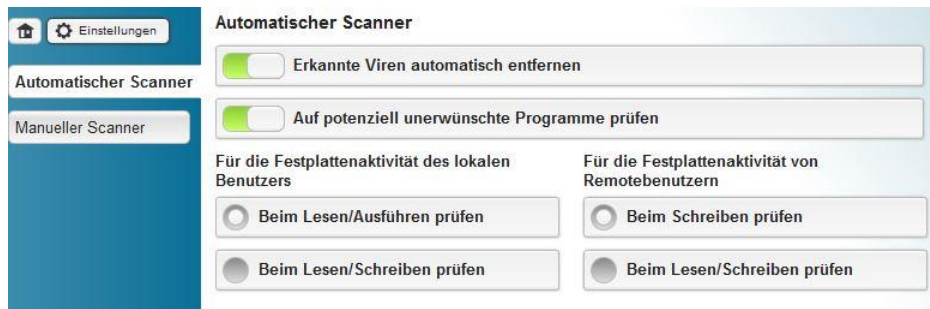 Einstellungen
Automatischer Scanner
Manueller Scanner
Automatischer Scanner
Erkannte Viren automatisch entfernen
Auf potenziell unerwünschte Programme prüfen
Für die Festplattenaktivität des lokalen
Benutzers
Beim Lesen/Ausführen prüfen
Beim Lesen/Schreiben prüfen
Für die Festplattenaktivität von
Remotebenutzern
Beim Schreiben prüfen
Beim Lesen/Schreiben prüfen